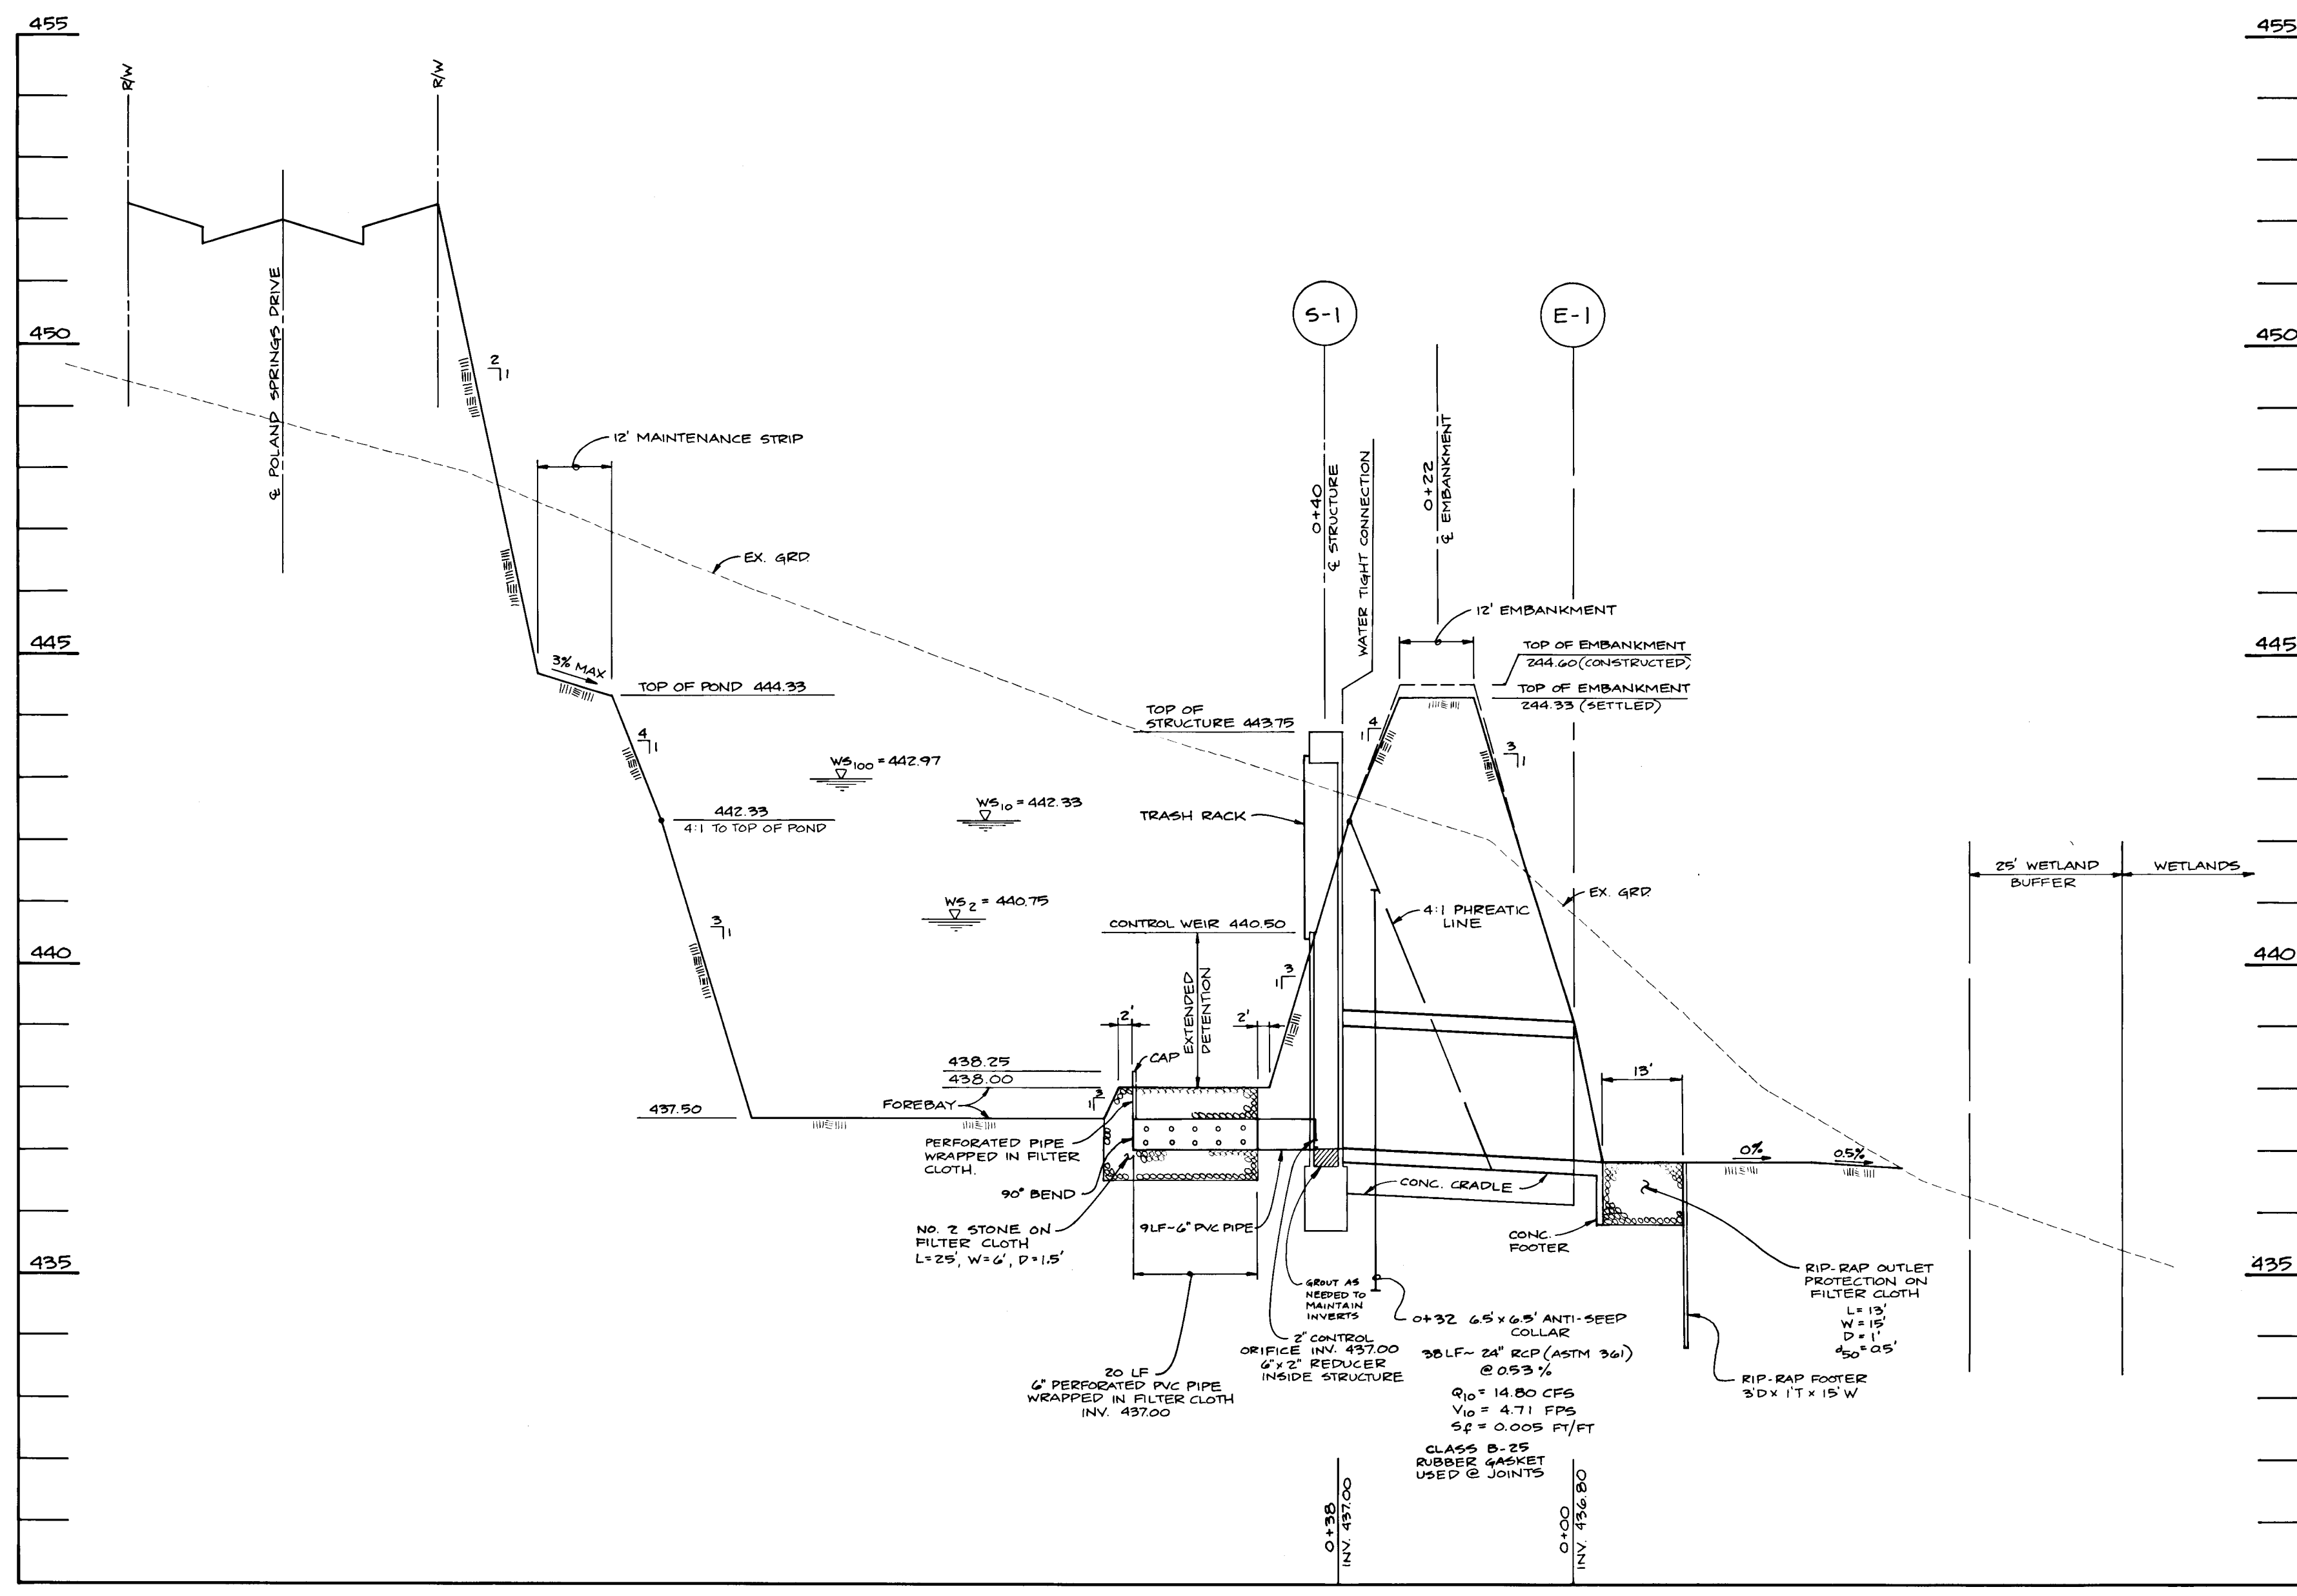 455
455
R/W
R/W
℄ POLAND SPRINGS DRIVE
S-1
E-1
450
450
2
1
12' MAINTENANCE STRIP
0+40
℄ STRUCTURE
WATER TIGHT CONNECTION
0+22
℄ EMBANKMENT
EX. GRD.
12' EMBANKMENT
445
445
3% MAX
TOP OF POND 444.33
TOP OF EMBANKMENT
244.60 (CONSTRUCTED)
TOP OF EMBANKMENT
244.33 (SETTLED)
TOP OF
STRUCTURE 443.75
4
1
4
1
3
1
WS100 = 442.97
WS10 = 442.33
442.33
4:1 TO TOP OF POND
TRASH RACK
25' WETLAND
BUFFER
WETLANDS
EX. GRD.
WS2 = 440.75
4:1 PHREATIC
LINE
3
1
CONTROL WEIR 440.50
440
440
3
1
EXTENDED
DETENTION
2'
2'
CAP
438.25
438.00
FOREBAY
3
1
13'
437.50
PERFORATED PIPE
WRAPPED IN FILTER
CLOTH.
0%
0.5%
90° BEND
CONC. CRADLE
NO. 2 STONE ON
FILTER CLOTH
L=25', W=6', D=1.5'
9LF~6" PVC PIPE
CONC.
FOOTER
435
435
RIP-RAP OUTLET
PROTECTION ON
FILTER CLOTH
L= 13'
W = 15'
D = 1'
d50 = 0.5'
GROUT AS
NEEDED TO
MAINTAIN
INVERTS
0+32 6.5' x 6.5' ANTI-SEEP
COLLAR
2" CONTROL
ORIFICE INV. 437.00
6" x 2" REDUCER
INSIDE STRUCTURE
38LF~ 24" RCP (ASTM 361)
@ 0.53 %
Q10 = 14.80 CFS
V10 = 4.71 FPS
Sf = 0.005 FT/FT
CLASS B-25
RUBBER GASKET
USED @ JOINTS
20 LF
6" PERFORATED PVC PIPE
WRAPPED IN FILTER CLOTH
INV. 437.00
RIP-RAP FOOTER
3'D x 1'T x 15'W
0+38
INV. 437.00
0+00
INV. 436.80